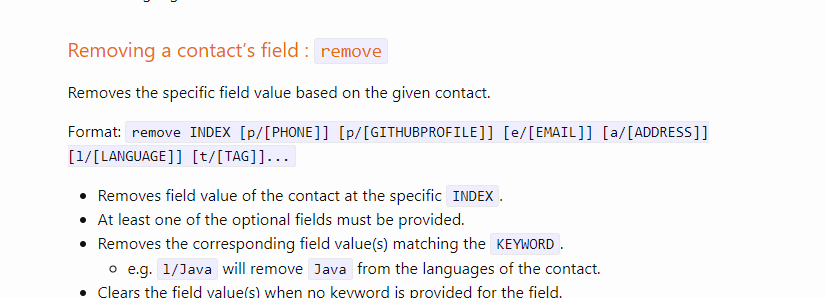 Removing a contact's field : remove
Removes the specific field value based on the given contact.
Format: remove INDEX [p/[PHONE]] [p/[GITHUBPROFILE]] [e/[EMAIL]] [a/[ADDRESS]]
[l/[LANGUAGE]] [t/[TAG]]...
Removes field value of the contact at the specific INDEX.
At least one of the optional fields must be provided.
Removes the corresponding field value(s) matching the KEYWORD.
e.g. l/Java will remove Java from the languages of the contact.
Clears the field value(s) when no keyword is provided for the field.